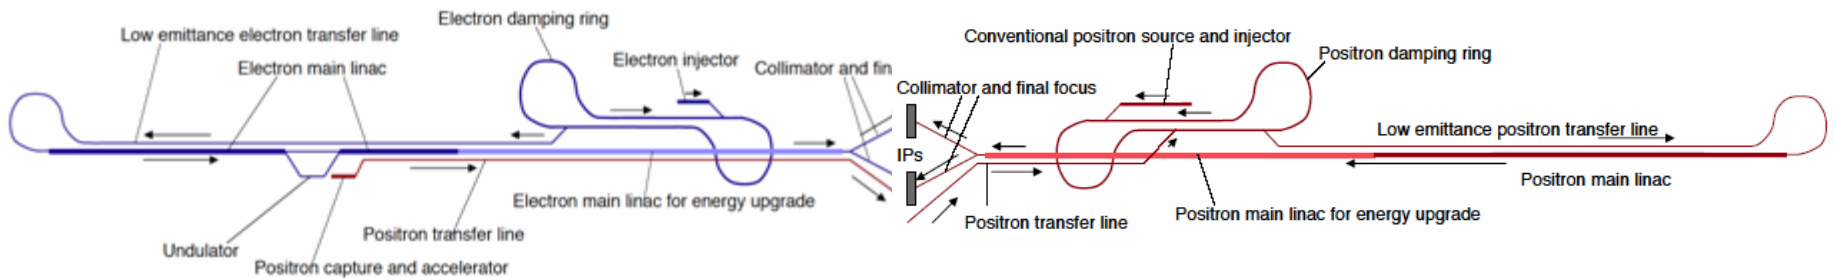 Electron damping ring
Low emittance electron transfer line
Electron main linac
Electron injector
Collimator and fin
Electron main linac for energy upgrade
Positron transfer line
Undulator
Positron capture and accelerator
Conventional positron source and injector
Positron damping ring
Collimator and final focus
Low emittance positron transfer line
IPs
Positron main linac
Positron main linac for energy upgrade
Positron transfer line